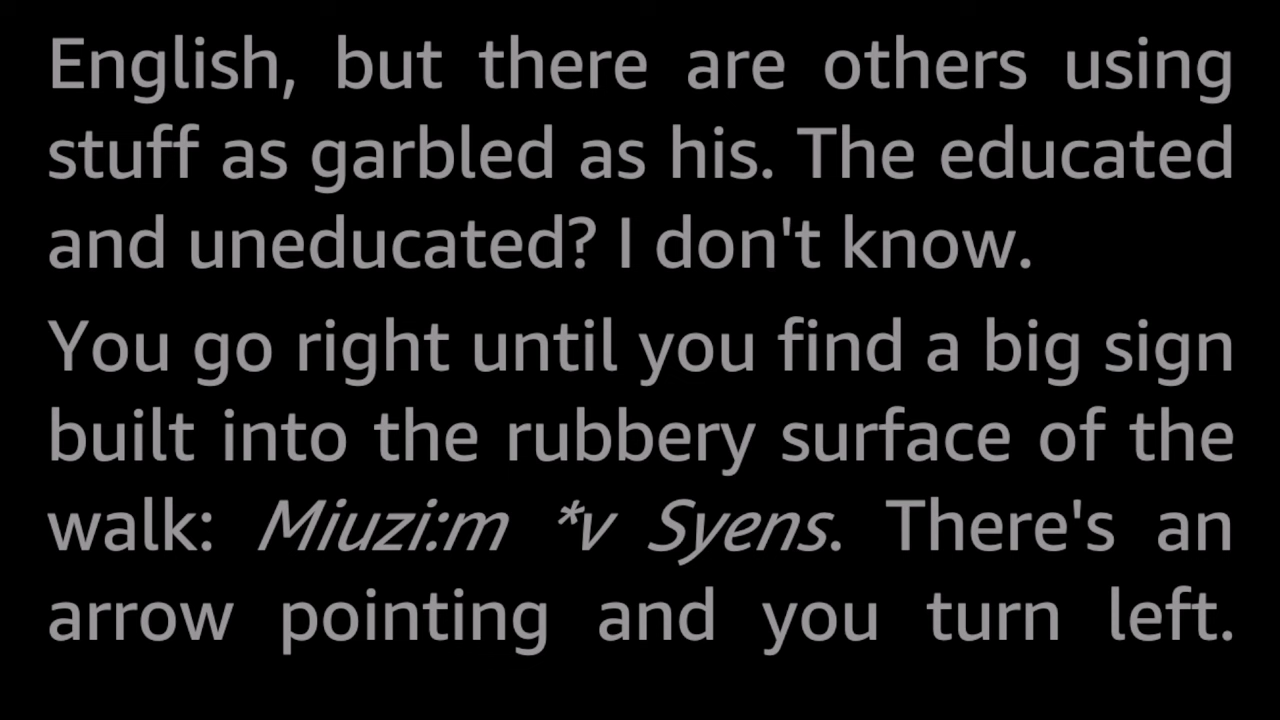 English, but there are others using
stuff as garbled as his. The educated
and uneducated? I don't know.
You go right until you find a big sign
built into the rubbery surface of the
walk: Miuzi:m *v Syens. There's an
arrow pointing and you turn left.